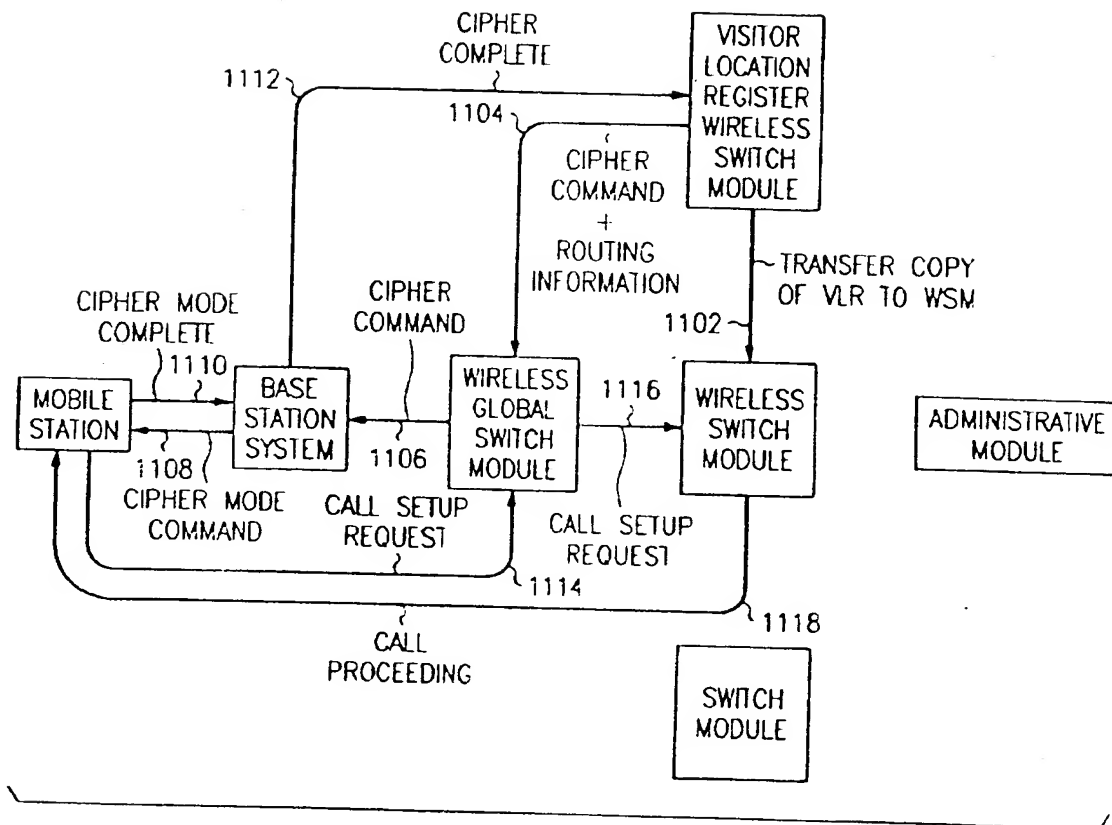 CIPHER
COMPLETE
1112
VISITOR
LOCATION
REGISTER
WIRELESS
SWITCH
MODULE
1104
CIPHER
COMMAND
+
ROUTING
INFORMATION
TRANSFER COPY
OF VLR TO WSM
1102
CIPHER MODE
COMPLETE
1110
CIPHER
COMMAND
MOBILE
STATION
BASE
STATION
SYSTEM
WIRELESS
GLOBAL
SWITCH
MODULE
1116
WIRELESS
SWITCH
MODULE
ADMINISTRATIVE
MODULE
1108
CIPHER MODE
COMMAND
1106
CALL SETUP
REQUEST
CALL SETUP
REQUEST
1114
1118
CALL
PROCEEDING
SWITCH
MODULE